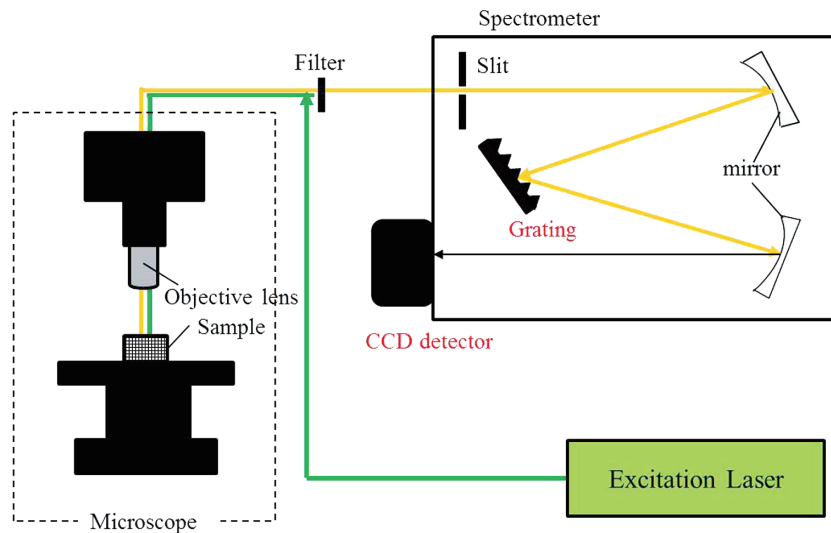 Spectrometer
Filter
Slit
mirror
Grating
Objective lens
Sample
CCD detector
Excitation Laser
Microscope